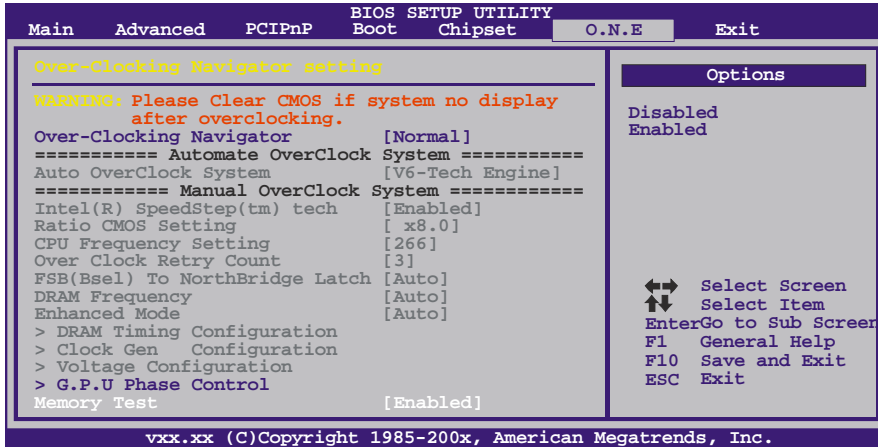 BIOS SETUP UTILITY
Main Advanced PCIPnP Boot Chipset O.N.E Exit
Over-Clocking Navigator setting
WARNING: Please Clear CMOS if system no display
after overclocking.
Over-Clocking Navigator [Normal]
=========== Automate OverClock System ===========
Auto OverClock System [V6-Tech Engine]
============ Manual OverClock System ============
Intel(R) SpeedStep(tm) tech [Enabled]
Ratio CMOS Setting [ x8.0]
CPU Frequency Setting [266]
Over Clock Retry Count [3]
FSB(Bsel) To NorthBridge Latch [Auto]
DRAM Frequency [Auto]
Enhanced Mode [Auto]
> DRAM Timing Configuration
> Clock Gen Configuration
> Voltage Configuration
> G.P.U Phase Control
Memory Test [Enabled]
Options
Disabled
Enabled
Select Screen
Select Item
EnterGo to Sub Screen
F1 General Help
F10 Save and Exit
ESC Exit
vxx.xx (C)Copyright 1985-200x, American Megatrends, Inc.